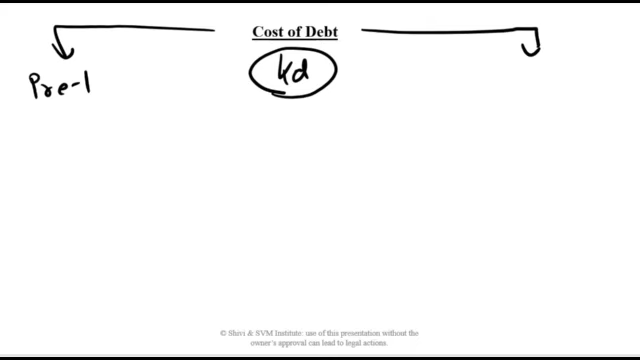 Cost of Debt
Kd
Pre-1
© Shivi & SVM Institute: use of this presentation without the
owner's approval can lead to legal actions.